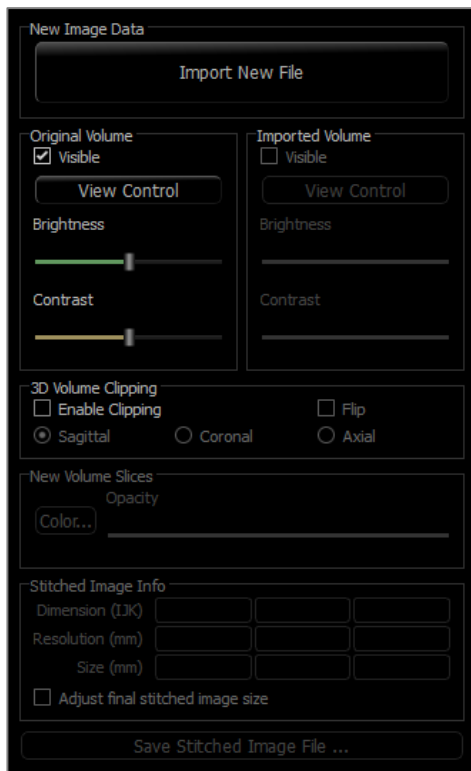 New Image Data
Import New File
Original Volume
Visible
View Control
Brightness
Contrast
Imported Volume
Visible
View Control
Brightness
Contrast
3D Volume Clipping
Enable Clipping Flip
Sagittal Coronal Axial
New Volume Slices
Opacity
Color...
Stitched Image Info
Dimension (IJK)
Resolution (mm)
Size (mm)
Adjust final stitched image size
Save Stitched Image File ...